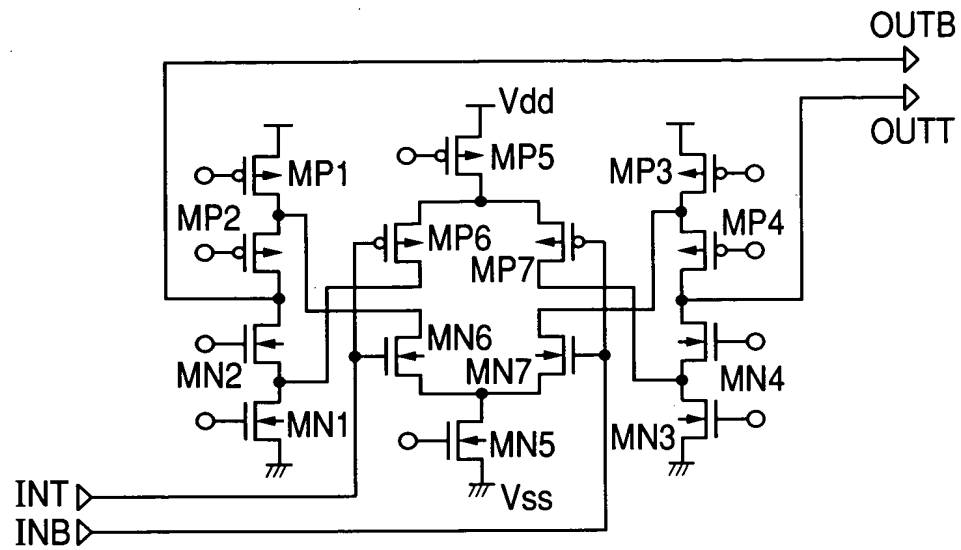 OUTB
Vdd
OUTT
MP5
MP1
MP3
MP2
MP6
MP4
MP7
MN6
MN2
MN7
MN4
MN1
MN5
MN3
INT
Vss
INB